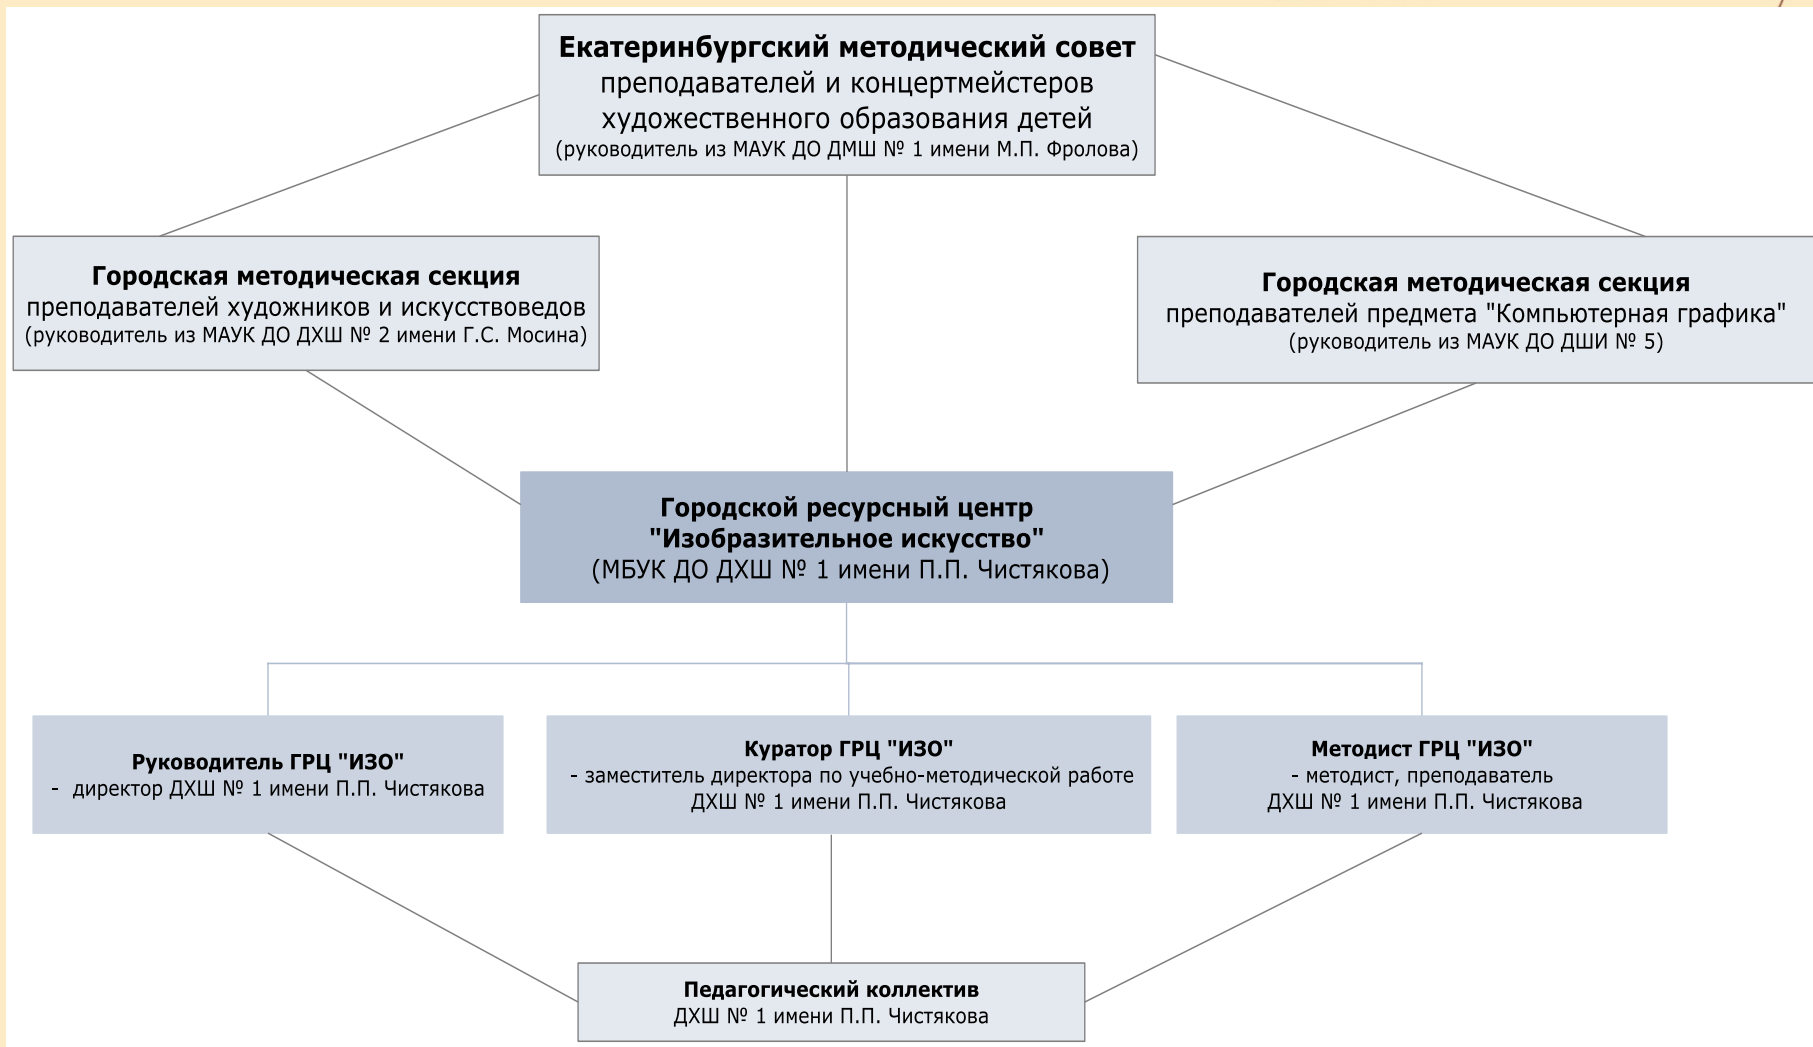 Екатеринбургский методический совет
преподавателей и концертмейстеров
художественного образования детей
(руководитель из МАУК ДО ДМШ № 1 имени М.П. Фролова)
Городская методическая секция
преподавателей художников и искусствоведов
(руководитель из МАУК ДО ДХШ № 2 имени Г.С. Мосина)
Городская методическая секция
преподавателей предмета "Компьютерная графика"
(руководитель из МАУК ДО ДШИ № 5)
Городской ресурсный центр
"Изобразительное искусство"
(МБУК ДО ДХШ № 1 имени П.П. Чистякова)
Руководитель ГРЦ "ИЗО"
- директор ДХШ № 1 имени П.П. Чистякова
Куратор ГРЦ "ИЗО"
- заместитель директора по учебно-методической работе
ДХШ № 1 имени П.П. Чистякова
Методист ГРЦ "ИЗО"
- методист, преподаватель
ДХШ № 1 имени П.П. Чистякова
Педагогический коллектив
ДХШ № 1 имени П.П. Чистякова